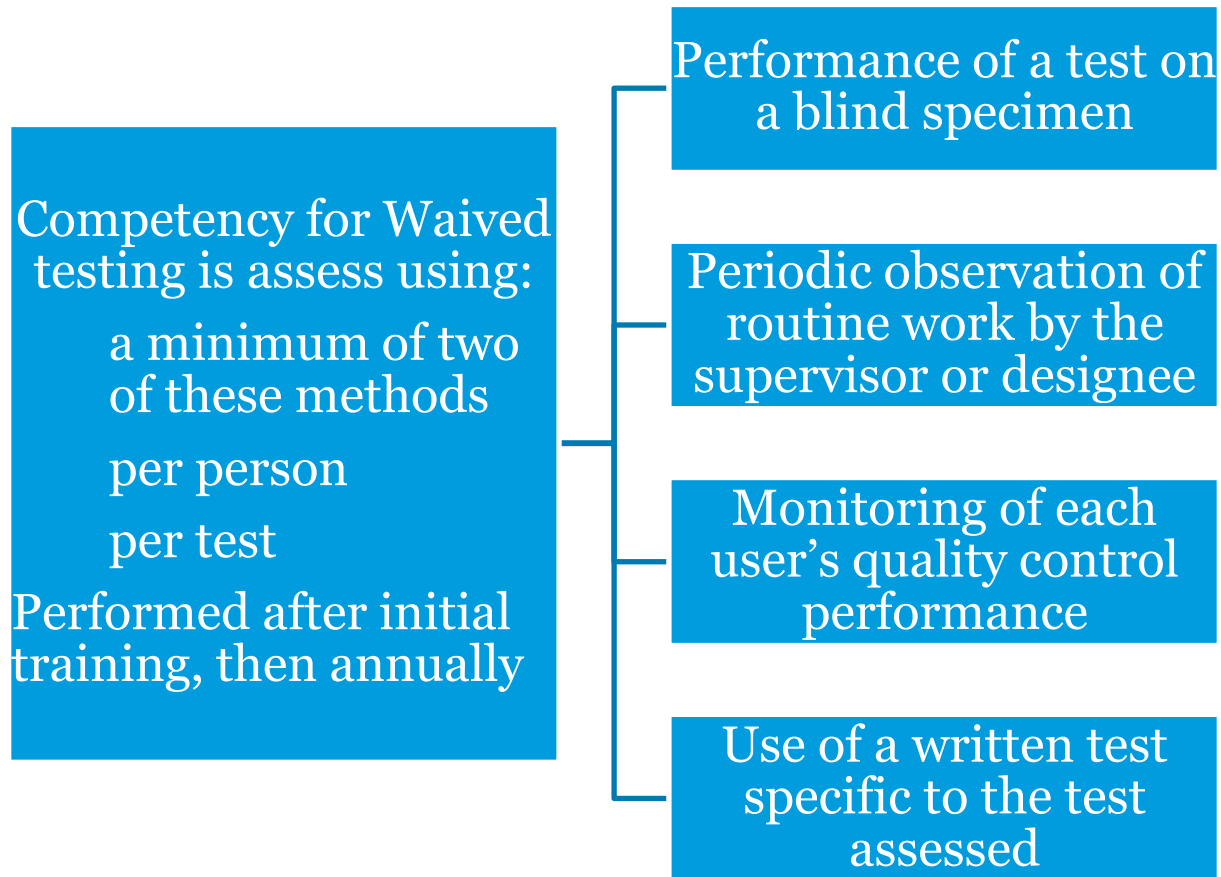 Competency for Waived
testing is assess using:
a minimum of two
of these methods
per person
per test
Performed after initial
training, then annually
Performance of a test on
a blind specimen
Periodic observation of
routine work by the
supervisor or designee
Monitoring of each
user’s quality control
performance
Use of a written test
specific to the test
assessed